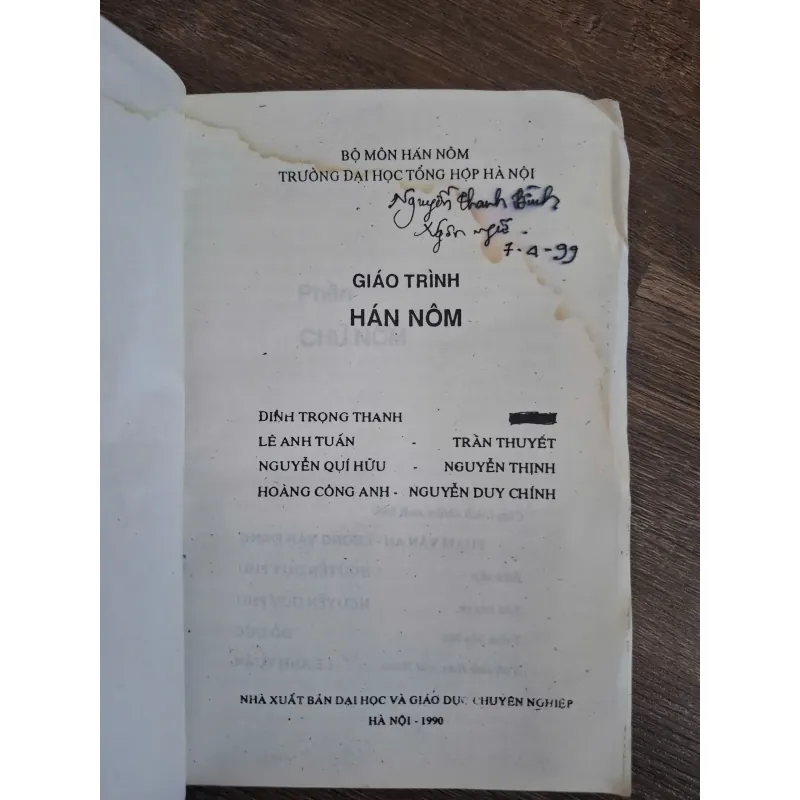 BỘ MÔN HÁN NÔM
TRƯỜNG ĐẠI HỌC TỔNG HỢP HÀ NỘI
Nguyễn Thanh Bình
Ngôn ngữ
7-4-99
GIÁO TRÌNH
HÁN NÔM
ĐINH TRỌNG THANH
LÊ ANH TUẤN - TRẦN THUYẾT
NGUYỄN QUÍ HỮU - NGUYỄN THỊNH
HOÀNG CÔNG ANH - NGUYỄN DUY CHÍNH
NHÀ XUẤT BẢN ĐẠI HỌC VÀ GIÁO DỤC CHUYÊN NGHIỆP
HÀ NỘI - 1990